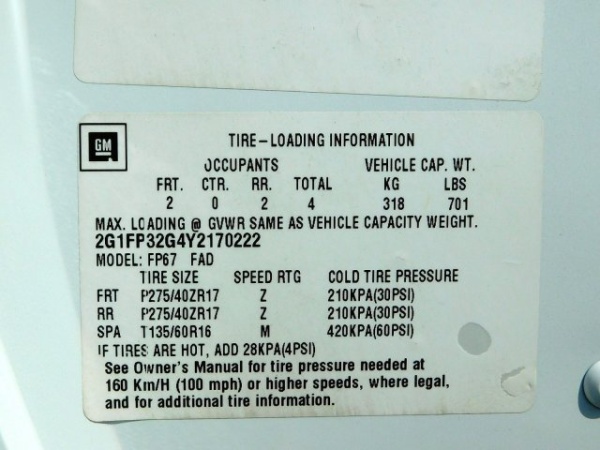 GM
TIRE-LOADING INFORMATION
OCCUPANTS VEHICLE CAP. WT.
FRT. CTR. RR. TOTAL KG LBS
2 0 2 4 318 701
MAX. LOADING @ GVWR SAME AS VEHICLE CAPACITY WEIGHT.
2G1FP32G4Y2170222
MODEL: FP67 FAD
TIRE SIZE SPEED RTG COLD TIRE PRESSURE
FRT P275/40ZR17 Z 210KPA(30PSI)
RR P275/40ZR17 Z 210KPA(30PSI)
SPA T135/60R16 M 420KPA(60PSI)
IF TIRES ARE HOT, ADD 28KPA(4PSI)
See Owner's Manual for tire pressure needed at
160 Km/H (100 mph) or higher speeds, where legal,
and for additional tire information.